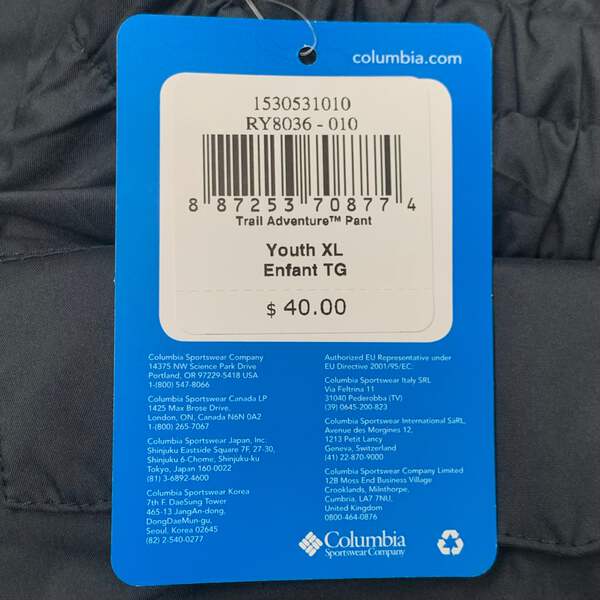 columbia.com
1530531010
RY8036 - 010
8 87253 70877 4
Trail Adventure™ Pant
Youth XL
Enfant TG
$ 40.00
Columbia Sportswear Company
14375 NW Science Park Drive
Portland, OR 97229-5418 USA
1-(800) 547-8066
Columbia Sportswear Canada LP
1425 Max Brose Drive.
London, ON, Canada N6N 0A2
1-(800) 265-7067
Columbia Sportswear Japan, Inc.
Shinjuku Eastside Square 7F, 27-30,
Shinjuku 6-Chome, Shinjuku-ku
Tokyo, Japan 160-0022
(81) 3-6892-4600
Columbia Sportswear Korea
7th F. DaeSung Tower
465-13 JangAn-dong,
DongDaeMun-gu,
Seoul, Korea 02645
(82) 2-540-0277
Authorized EU Representative under
EU Directive 2001/95/EC:
Columbia Sportswear Italy SRL
Via Feltrina 11
31040 Pederobba (TV)
(39) 0645-200-823
Columbia Sportswear International SaRL,
Avenue des Morgines 12,
1213 Petit Lancy
Geneva, Switzerland
(41) 22-870-9000
Columbia Sportswear Company Limited
12B Moss End Business Village
Crooklands, Milnthorpe,
Cumbria, LA7 7NU,
United Kingdom
0800-464-0876
Columbia
Sportswear Company